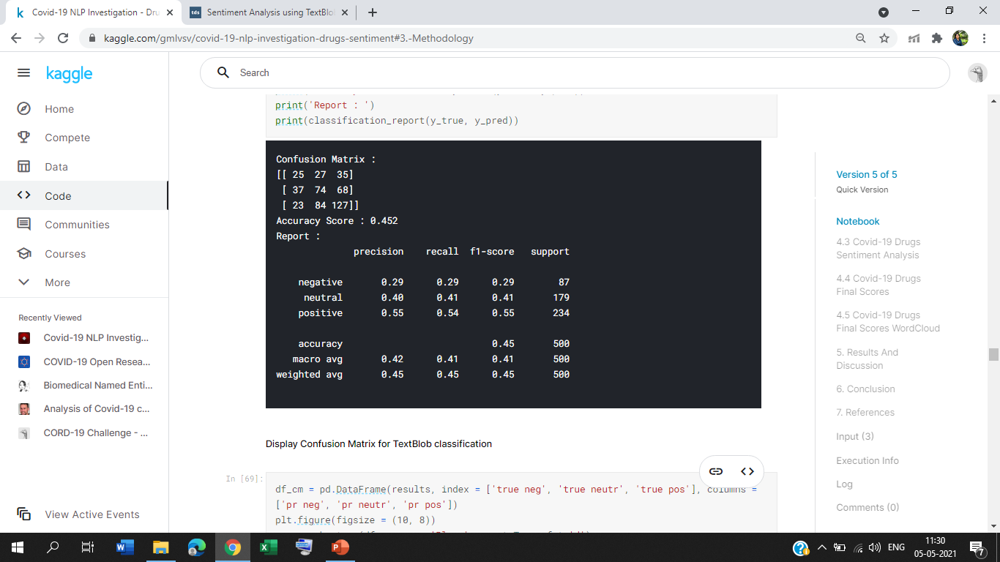 Covid-19 NLP Investigation - Dru
tds Sentiment Analysis using TextBlo
kaggle.com/gmlvsv/covid-19-nlp-investigation-drugs-sentiment#3.-Methodology
kaggle
Search
Home
Compete
Data
Code
Communities
Courses
More
Recently Viewed
Covid-19 NLP Investig...
COVID-19 Open Resea...
Biomedical Named Enti...
Analysis of Covid-19 c...
CORD-19 Challenge - ...
View Active Events
print('Report : ')
print(classification_report(y_true, y_pred))
Confusion Matrix :
[[ 25 27 35]
[ 37 74 68]
[ 23 84 127]]
Accuracy Score : 0.452
Report :
precision recall f1-score support
negative 0.29 0.29 0.29 87
neutral 0.40 0.41 0.41 179
positive 0.55 0.54 0.55 234
accuracy 0.45 500
macro avg 0.42 0.41 0.41 500
weighted avg 0.45 0.45 0.45 500
Display Confusion Matrix for TextBlob classification
In [69]:
df_cm = pd.DataFrame(results, index = ['true neg', 'true neutr', 'true pos'], columns =
['pr neg', 'pr neutr', 'pr pos'])
plt.figure(figsize = (10, 8))
Version 5 of 5
Quick Version
Notebook
4.3 Covid-19 Drugs
Sentiment Analysis
4.4 Covid-19 Drugs
Final Scores
4.5 Covid-19 Drugs
Final Scores WordCloud
5. Results And
Discussion
6. Conclusion
7. References
Input (3)
Execution Info
Log
Comments (0)
ENG
11:30
05-05-2021
7